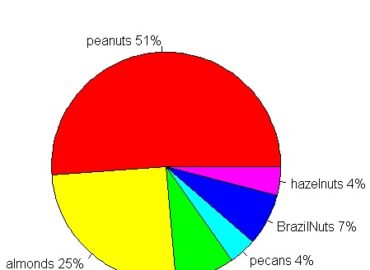 peanuts 51%
hazelnuts 4%
BrazilNuts 7%
pecans 4%
almonds 25%